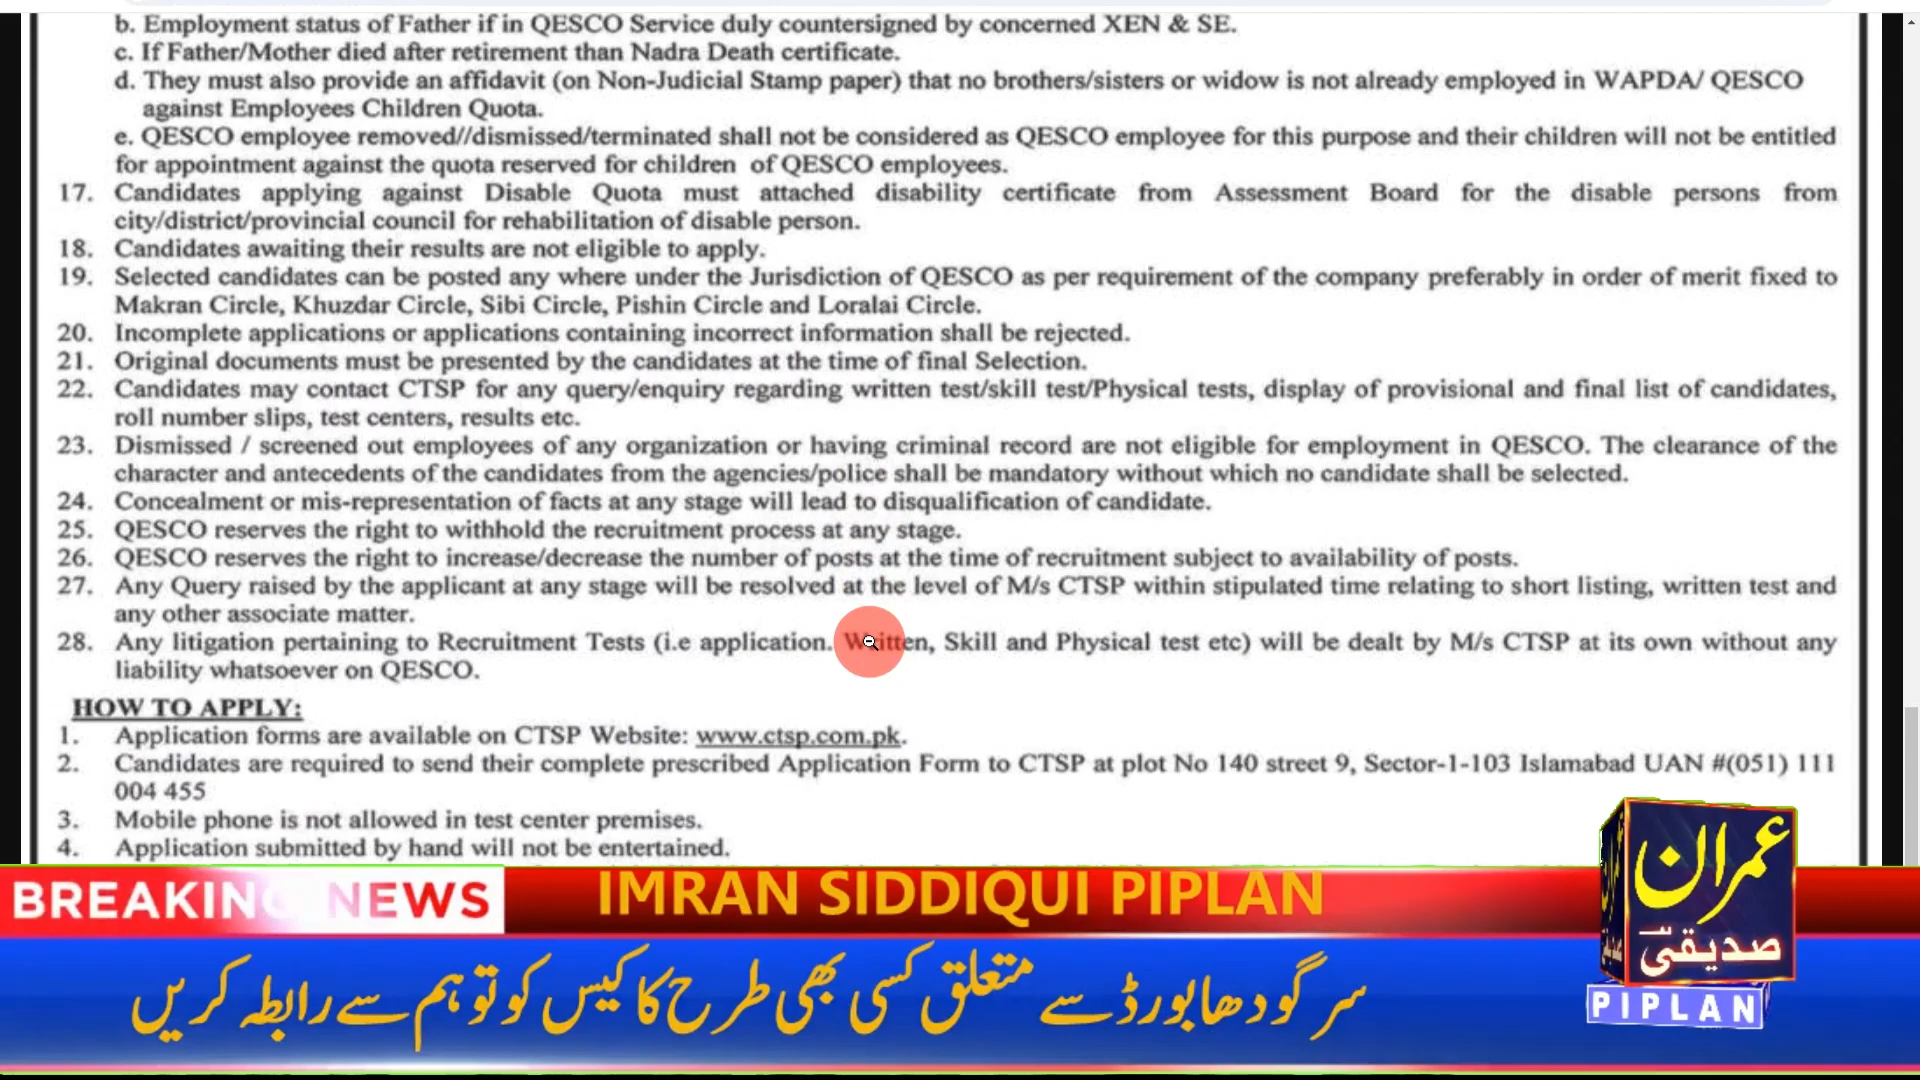 b. Employment status of Father if in QESCO Service duly countersigned by concerned XEN & SE.
c. If Father/Mother died after retirement than Nadra Death certificate.
d. They must also provide an affidavit (on Non-Judicial Stamp paper) that no brothers/sisters or widow is not already employed in WAPDA/ QESCO
against Employees Children Quota.
e. QESCO employee removed//dismissed/terminated shall not be considered as QESCO employee for this purpose and their children will not be entitled
for appointment against the quota reserved for children of QESCO employees.
17. Candidates applying against Disable Quota must attached disability certificate from Assessment Board for the disable persons from
city/district/provincial council for rehabilitation of disable person.
18. Candidates awaiting their results are not eligible to apply.
19. Selected candidates can be posted any where under the Jurisdiction of QESCO as per requirement of the company preferably in order of merit fixed to
Makran Circle, Khuzdar Circle, Sibi Circle, Pishin Circle and Loralai Circle.
20. Incomplete applications or applications containing incorrect information shall be rejected.
21. Original documents must be presented by the candidates at the time of final Selection.
22. Candidates may contact CTSP for any query/enquiry regarding written test/skill test/Physical tests, display of provisional and final list of candidates,
roll number slips, test centers, results etc.
23. Dismissed / screened out employees of any organization or having criminal record are not eligible for employment in QESCO. The clearance of the
character and antecedents of the candidates from the agencies/police shall be mandatory without which no candidate shall be selected.
24. Concealment or mis-representation of facts at any stage will lead to disqualification of candidate.
25. QESCO reserves the right to withhold the recruitment process at any stage.
26. QESCO reserves the right to increase/decrease the number of posts at the time of recruitment subject to availability of posts.
27. Any Query raised by the applicant at any stage will be resolved at the level of M/s CTSP within stipulated time relating to short listing, written test and
any other associate matter.
28. Any litigation pertaining to Recruitment Tests (i.e application. Written, Skill and Physical test etc) will be dealt by M/s CTSP at its own without any
liability whatsoever on QESCO.
HOW TO APPLY:
1. Application forms are available on CTSP Website: www.ctsp.com.pk.
2. Candidates are required to send their complete prescribed Application Form to CTSP at plot No 140 street 9, Sector-1-103 Islamabad UAN #(051) 111
004 455
3. Mobile phone is not allowed in test center premises.
4. Application submitted by hand will not be entertained.
BREAKING NEWS
IMRAN SIDDIQUI PIPLAN
سرگودھا بورڈ سے متعلق کسی بھی طرح کا کیس کو تو ہم سے رابطہ کریں
عمران
صدیقی
PIPLAN